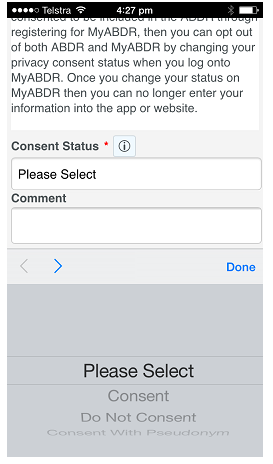 Telstra 4:27 pm
consented to be included in the ABDR through
registering for MyABDR, then you can opt out
of both ABDR and MyABDR by changing your
privacy consent status when you log onto
MyABDR. Once you change your status on
MyABDR then you can no longer enter your
information into the app or website.
Consent Status *
Please Select
Comment
Done
Please Select
Consent
Do Not Consent
Consent With Pseudonym